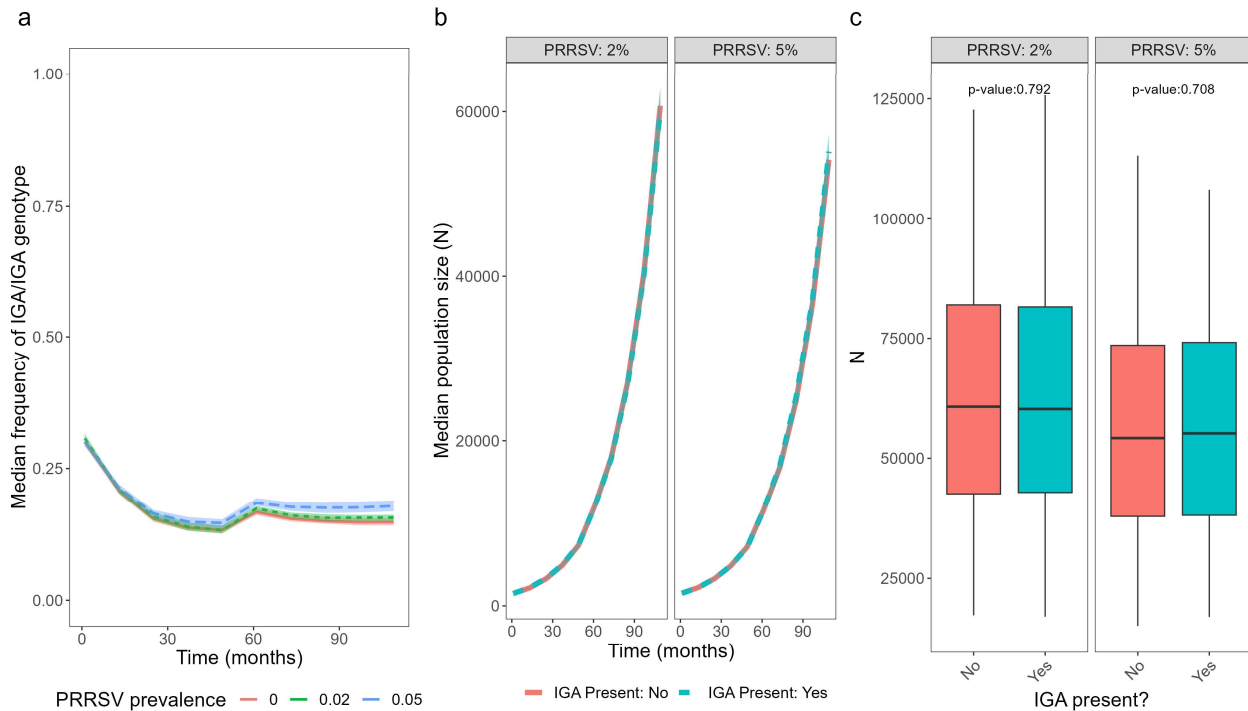 a
Median frequency of IGA/IGA genotype
1.00
0.75
0.50
0.25
0.00
0 30 60 90
Time (months)
PRRSV prevalence 0 0.02 0.05
b
PRRSV: 2% PRRSV: 5%
Median population size (N)
60000
40000
20000
0
0 30 60 90 0 30 60 90
Time (months)
IGA Present: No IGA Present: Yes
c
PRRSV: 2% PRRSV: 5%
p-value:0.792 p-value:0.708
N
125000
100000
75000
50000
25000
No Yes No Yes
IGA present?